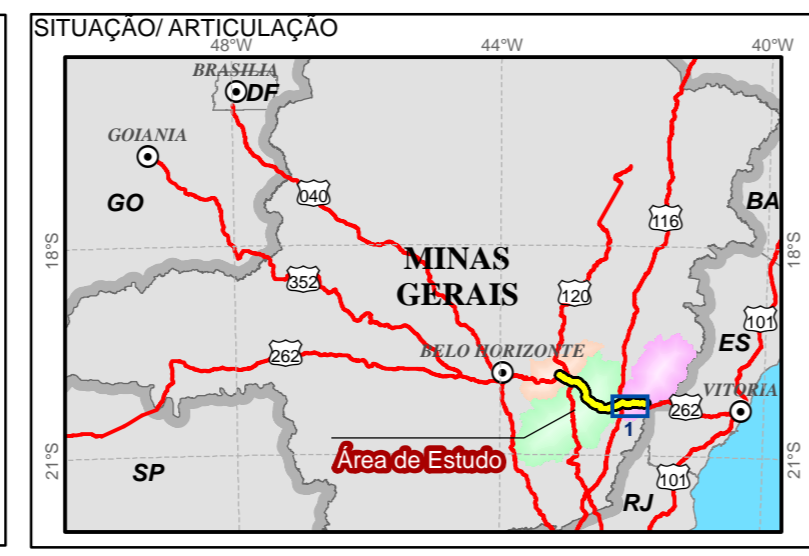 SITUAÇÃO/ ARTICULAÇÃO
48°W
44°W
40°W
BRASILIA
DF
GOIANIA
GO
040
116
BA
18°S
18°S
MINAS
GERAIS
352
120
101
262
BELO HORIZONTE
ES
VITORIA
262
1
21°S
Área de Estudo
21°S
SP
101
RJ